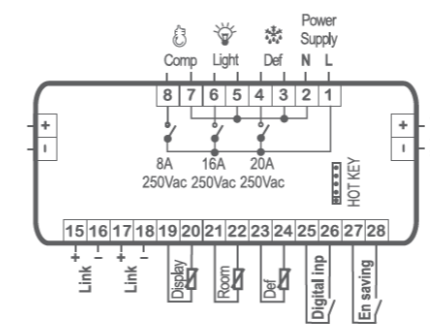 Power
Supply
Comp Light Def N L
8 7 6 5 4 3 2 1
+ +
- -
8A 16A 20A
250Vac 250Vac 250Vac
HOT KEY
15 16 17 18 19 20 21 22 23 24 25 26 27 28
+ - + -
Link Link Display Room Def Digital inp En saving